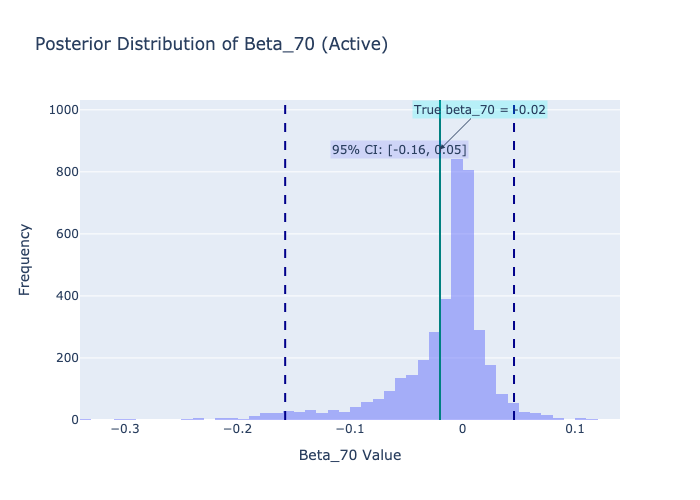 Posterior Distribution of Beta_70 (Active)
True beta_70 = -0.02
95% CI: [-0.16, 0.05]
1000
800
600
400
200
0
Frequency
−0.3
−0.2
−0.1
0
0.1
Beta_70 Value